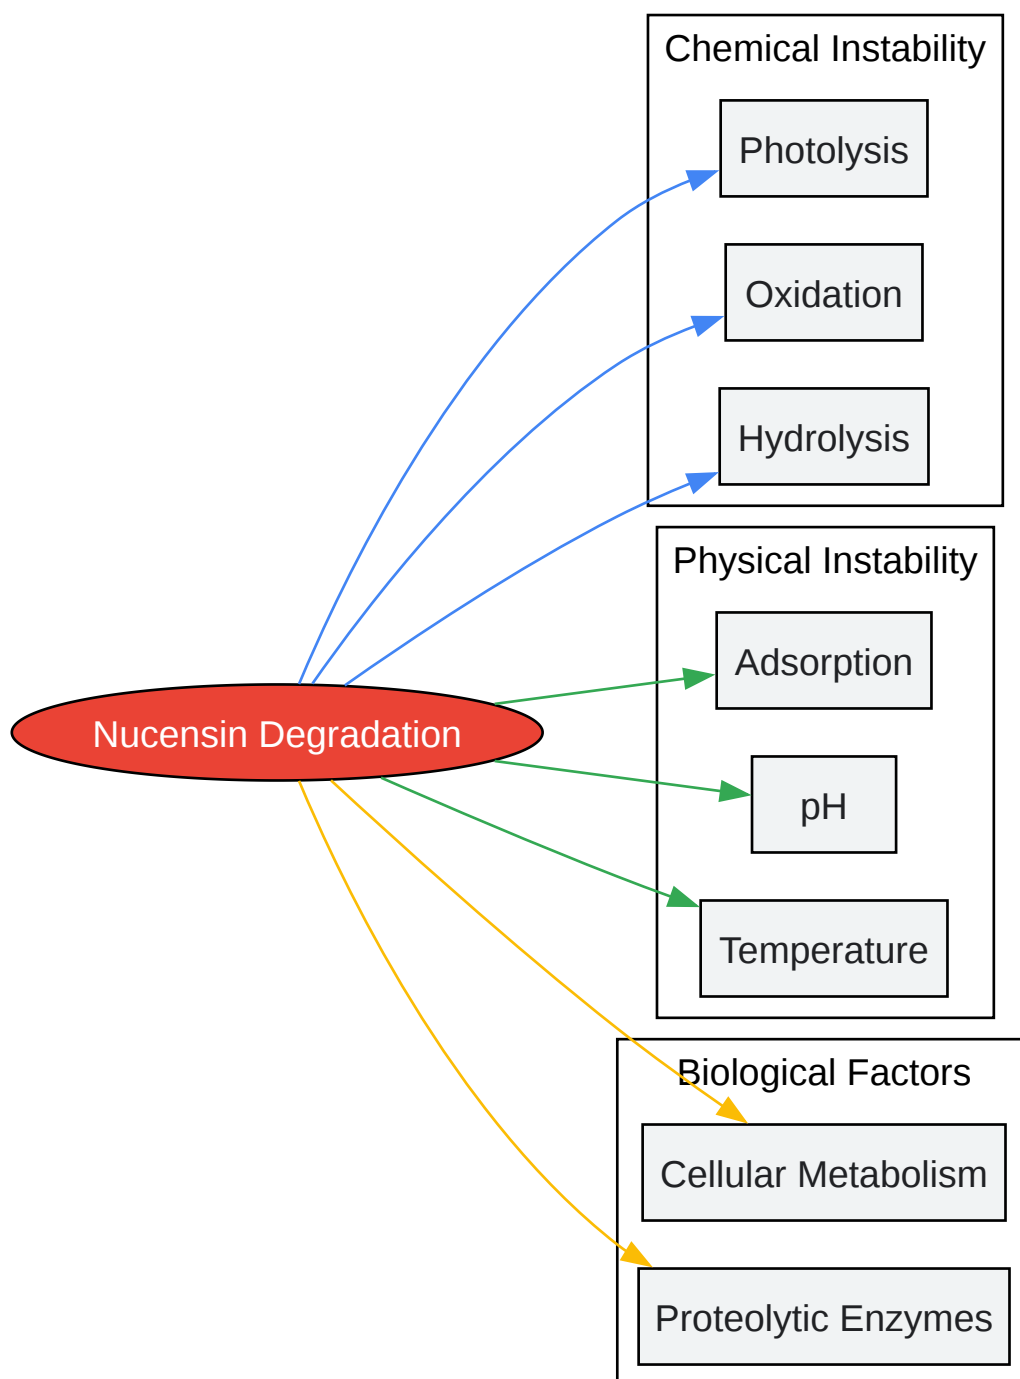 Chemical Instability
Photolysis
Oxidation
Hydrolysis
Physical Instability
Adsorption
Nucensin Degradation
pH
Temperature
Biological Factors
Cellular Metabolism
Proteolytic Enzymes